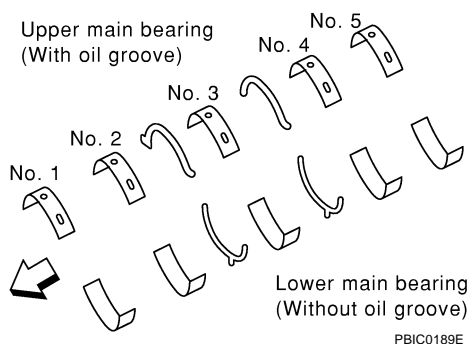 Upper main bearing
(With oil groove)
No. 5
No. 4
No. 3
No. 2
No. 1
Lower main bearing
(Without oil groove)
PBIC0189E